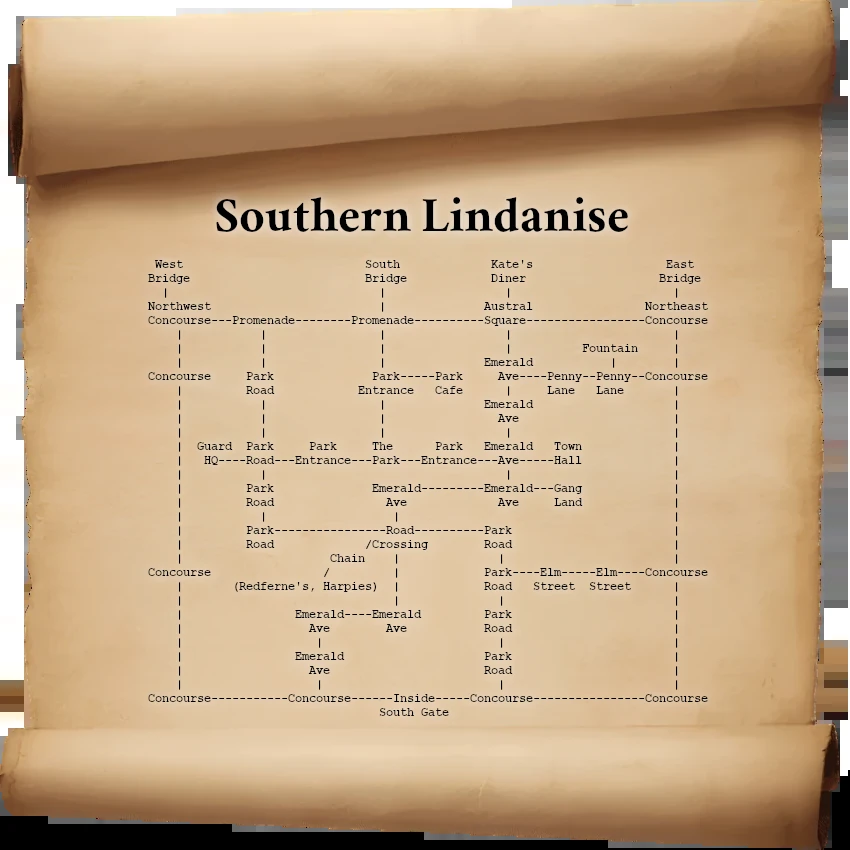 Southern Lindanise
West South Kate's East
Bridge Bridge Diner Bridge
| | | |
Northwest Austral Northeast
Concourse---Promenade--------Promenade----------Square-----------------Concourse
| | | | |
| | | | Fountain |
| | | Emerald | |
Concourse Park Park-----Park Ave----Penny--Penny--Concourse
| Road Entrance Cafe | Lane Lane |
| | | Emerald |
| | | Ave |
| | | | |
| Guard Park Park The Park Emerald Town |
| HQ----Road---Entrance---Park---Entrance---Ave-----Hall |
| | | |
| Park Emerald---------Emerald---Gang |
| Road Ave Ave Land |
| | | |
| Park----------------Road----------Park |
| Road /Crossing Road |
| Chain | | |
Concourse / | Park----Elm-----Elm----Concourse
| (Redferne's, Harpies) | Road Street Street |
| | | |
| Emerald----Emerald Park |
| Ave Ave Road |
| | | |
| Emerald Park |
| Ave Road |
| | | |
Concourse-----------Concourse------Inside-----Concourse----------------Concourse
South Gate